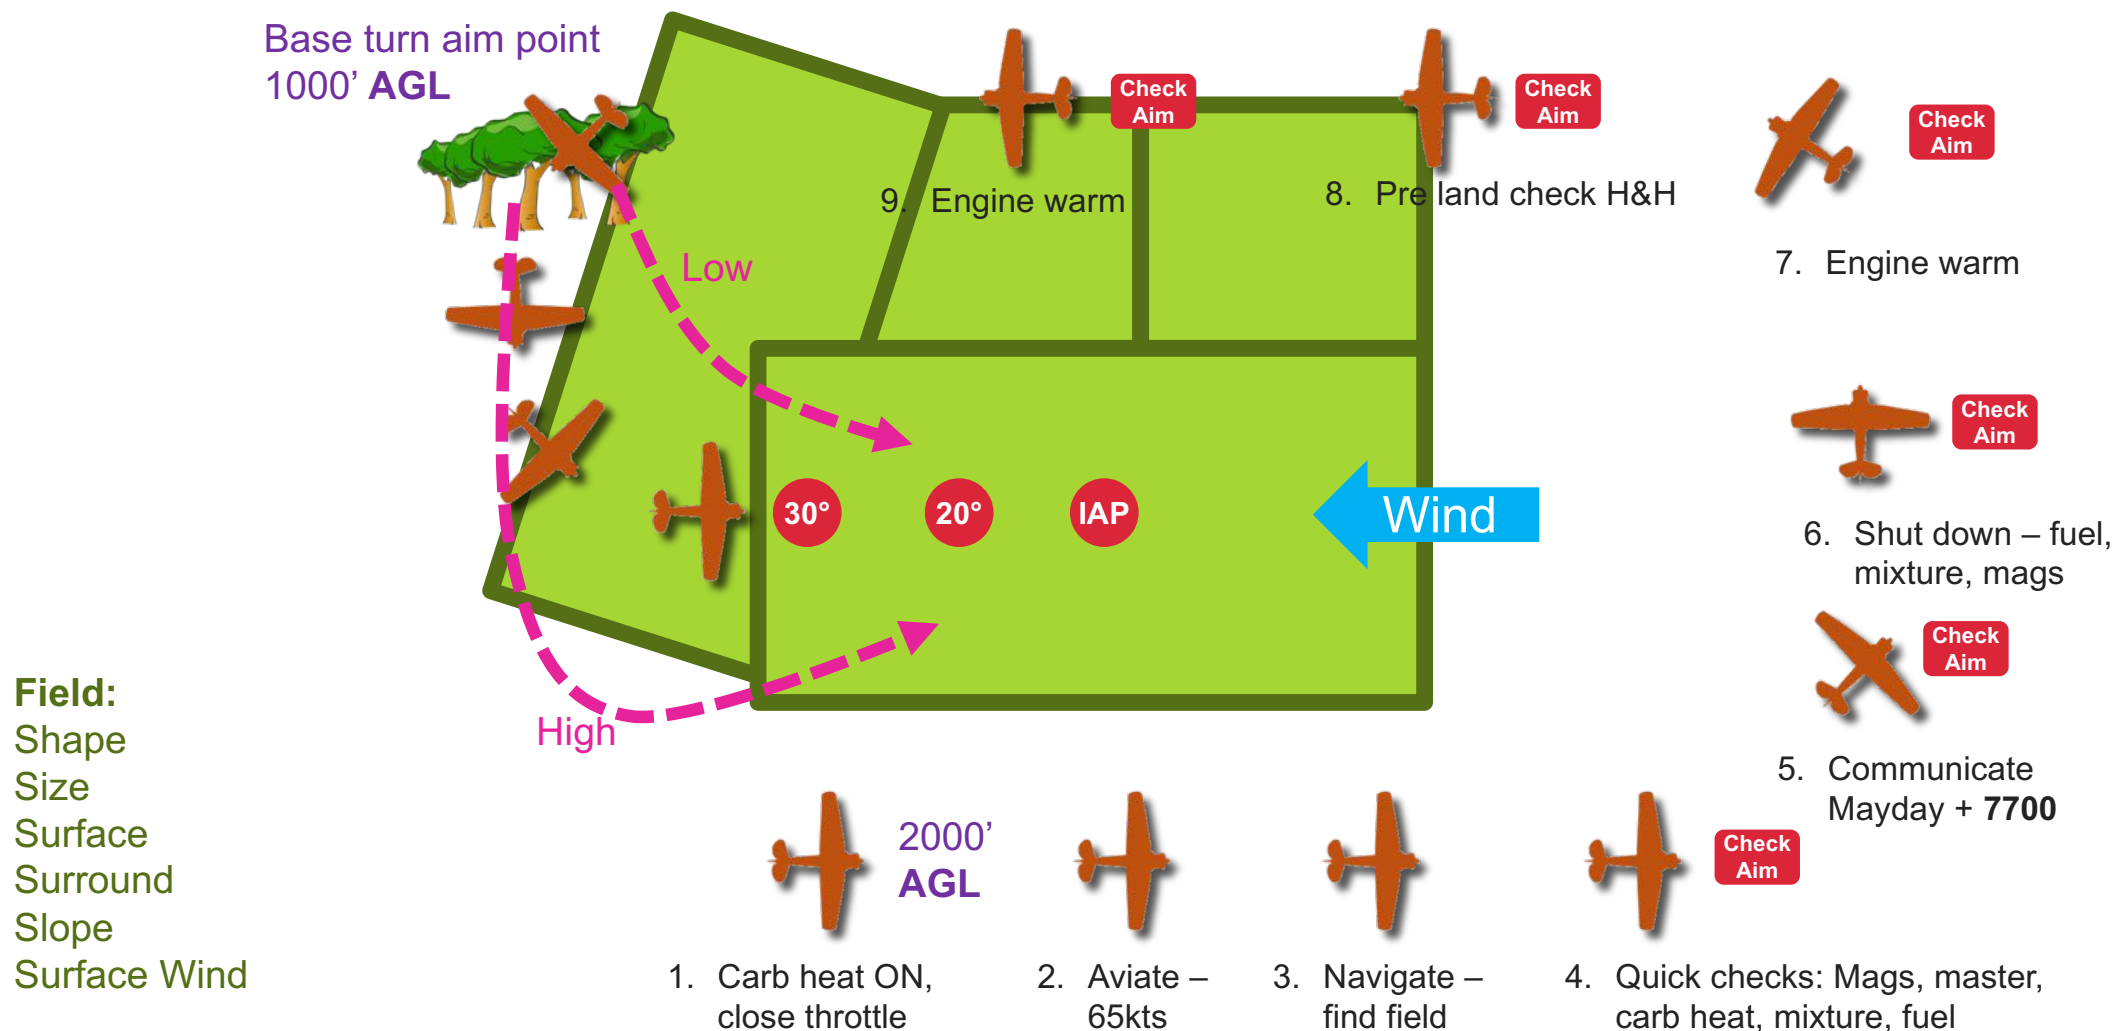 Base turn aim point
1000’ AGL
Check
Aim
Check
Aim
Check
Aim
9. Engine warm
8. Pre land check H&H
7. Engine warm
Low
Check
Aim
30°
20°
IAP
Wind
6. Shut down – fuel,
mixture, mags
Check
Aim
High
5. Communicate
Mayday + 7700
Field:
Shape
Size
Surface
Surround
Slope
Surface Wind
2000’
AGL
Check
Aim
1. Carb heat ON,
close throttle
2. Aviate –
65kts
3. Navigate –
find field
4. Quick checks: Mags, master,
carb heat, mixture, fuel